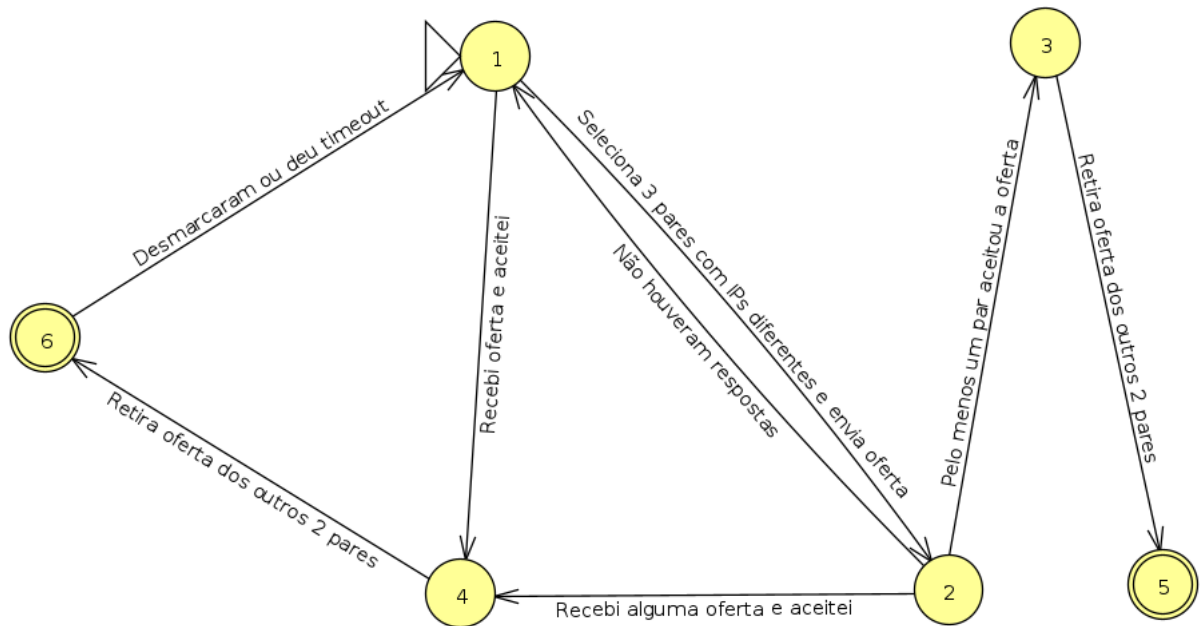 1
3
Seleciona 3 pares com IPs diferentes e envia oferta
Desmarcaram ou deu timeout
Recebi oferta e aceitei
Não houveram respostas
Pelo menos um par aceitou a oferta
Retira oferta dos outros 2 pares
6
Retira oferta dos outros 2 pares
4
Recebi alguma oferta e aceitei
2
5